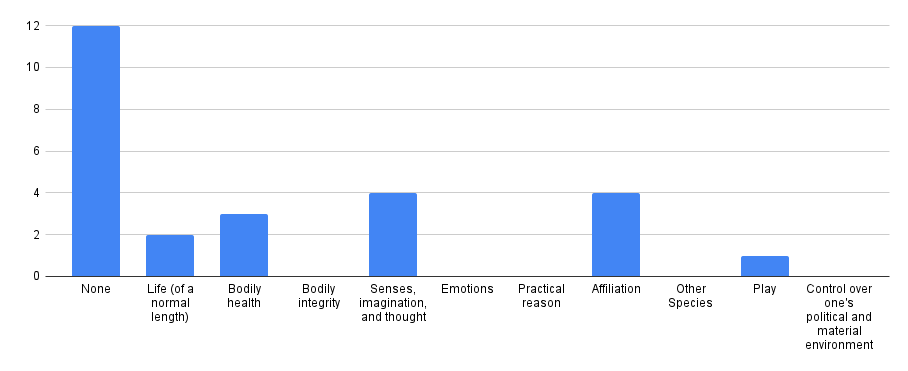 12
10
8
6
4
2
0
None
Life (of a
normal
length)
Bodily
health
Bodily
integrity
Senses,
imagination,
and thought
Emotions
Practical
reason
Affiliation
Other
Species
Play
Control over
one's
political and
material
environment